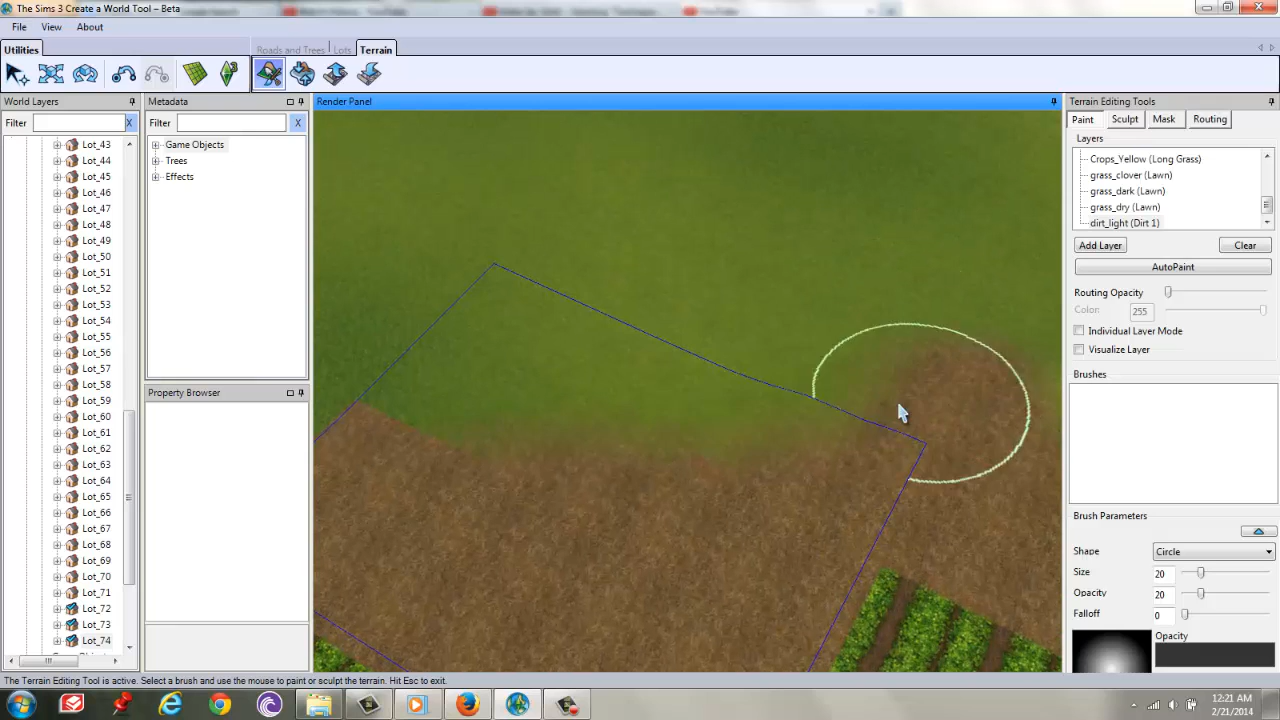 The Sims 3 Create a World Tool – Beta
File View About
Utilities
Roads and Trees Lots Terrain
World Layers
Filter X
Lot_43
Lot_44
Lot_45
Lot_46
Lot_47
Lot_48
Lot_49
Lot_50
Lot_51
Lot_52
Lot_53
Lot_54
Lot_55
Lot_56
Lot_57
Lot_58
Lot_59
Lot_60
Lot_61
Lot_62
Lot_63
Lot_64
Lot_65
Lot_66
Lot_67
Lot_68
Lot_69
Lot_70
Lot_71
Lot_72
Lot_73
Lot_74
Metadata
Filter X
Game Objects
Trees
Effects
Property Browser
Render Panel
Terrain Editing Tools
Paint Sculpt Mask Routing
Layers
Crops_Yellow (Long Grass)
grass_clover (Lawn)
grass_dark (Lawn)
grass_dry (Lawn)
dirt_light (Dirt 1)
Add Layer Clear
AutoPaint
Routing Opacity
Color: 255
Individual Layer Mode
Visualize Layer
Brushes
Brush Parameters
Shape Circle
Size 20
Opacity 20
Falloff 0
Opacity
The Terrain Editing Tool is active. Select a brush and use the mouse to paint or sculpt the terrain. Hit Esc to exit.
12:21 AM
2/21/2014